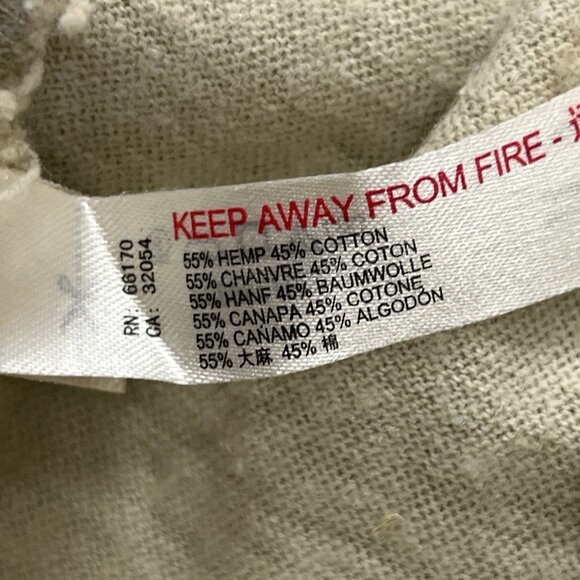 KEEP AWAY FROM FIRE -
55% HEMP 45% COTTON
55% CHANVRE 45% COTON
55% HANF 45% BAUMWOLLE
55% CANAPA 45% COTONE
55% CAÑAMO 45% ALGODÓN
55% 大麻 45% 棉
RN: 66170
CA: 32054